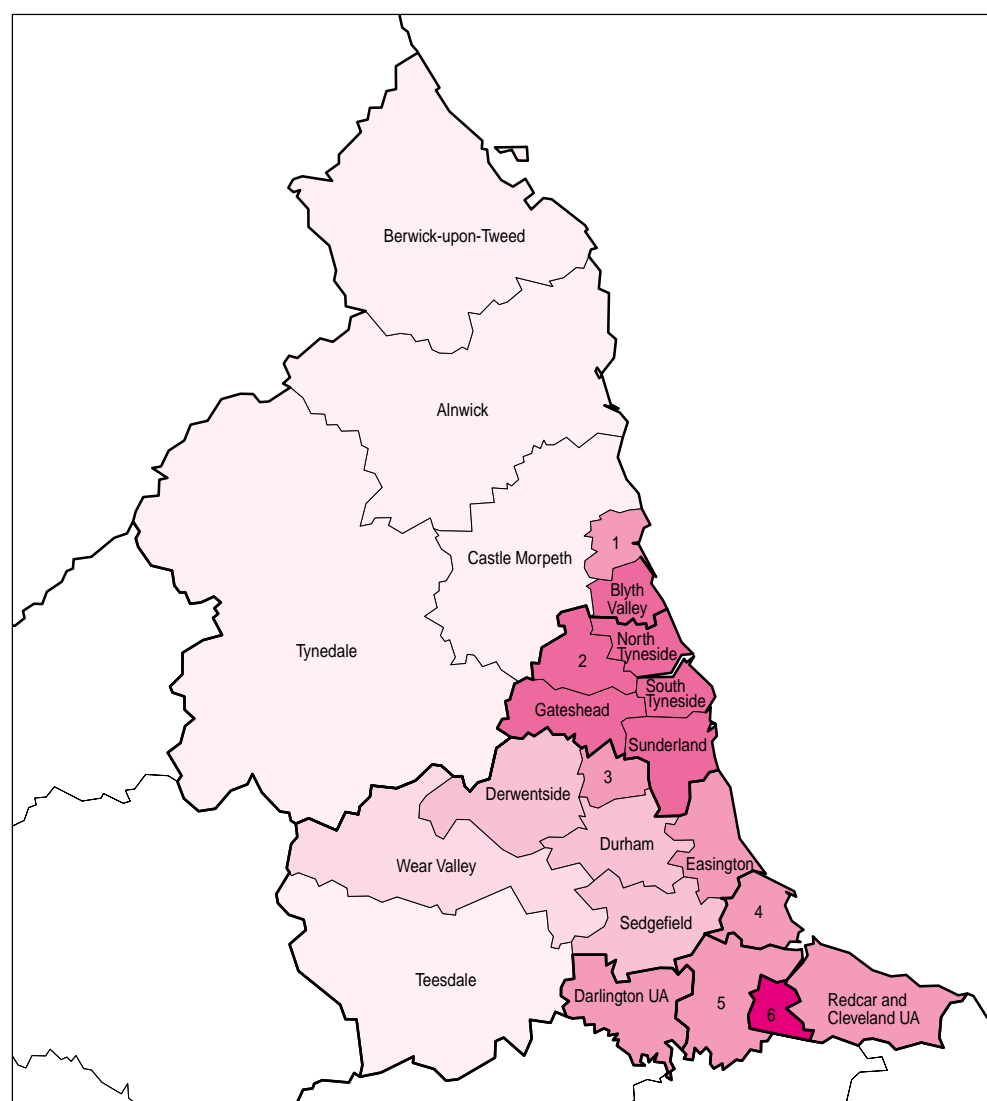 Berwick-upon-Tweed
Alnwick
Castle Morpeth
1
Blyth
Valley
North
Tyneside
Tynedale
2
South
Tyneside
Gateshead
Sunderland
3
Derwentside
Durham
Easington
Wear Valley
4
Sedgefield
Teesdale
Darlington UA
5
6
Redcar and
Cleveland UA